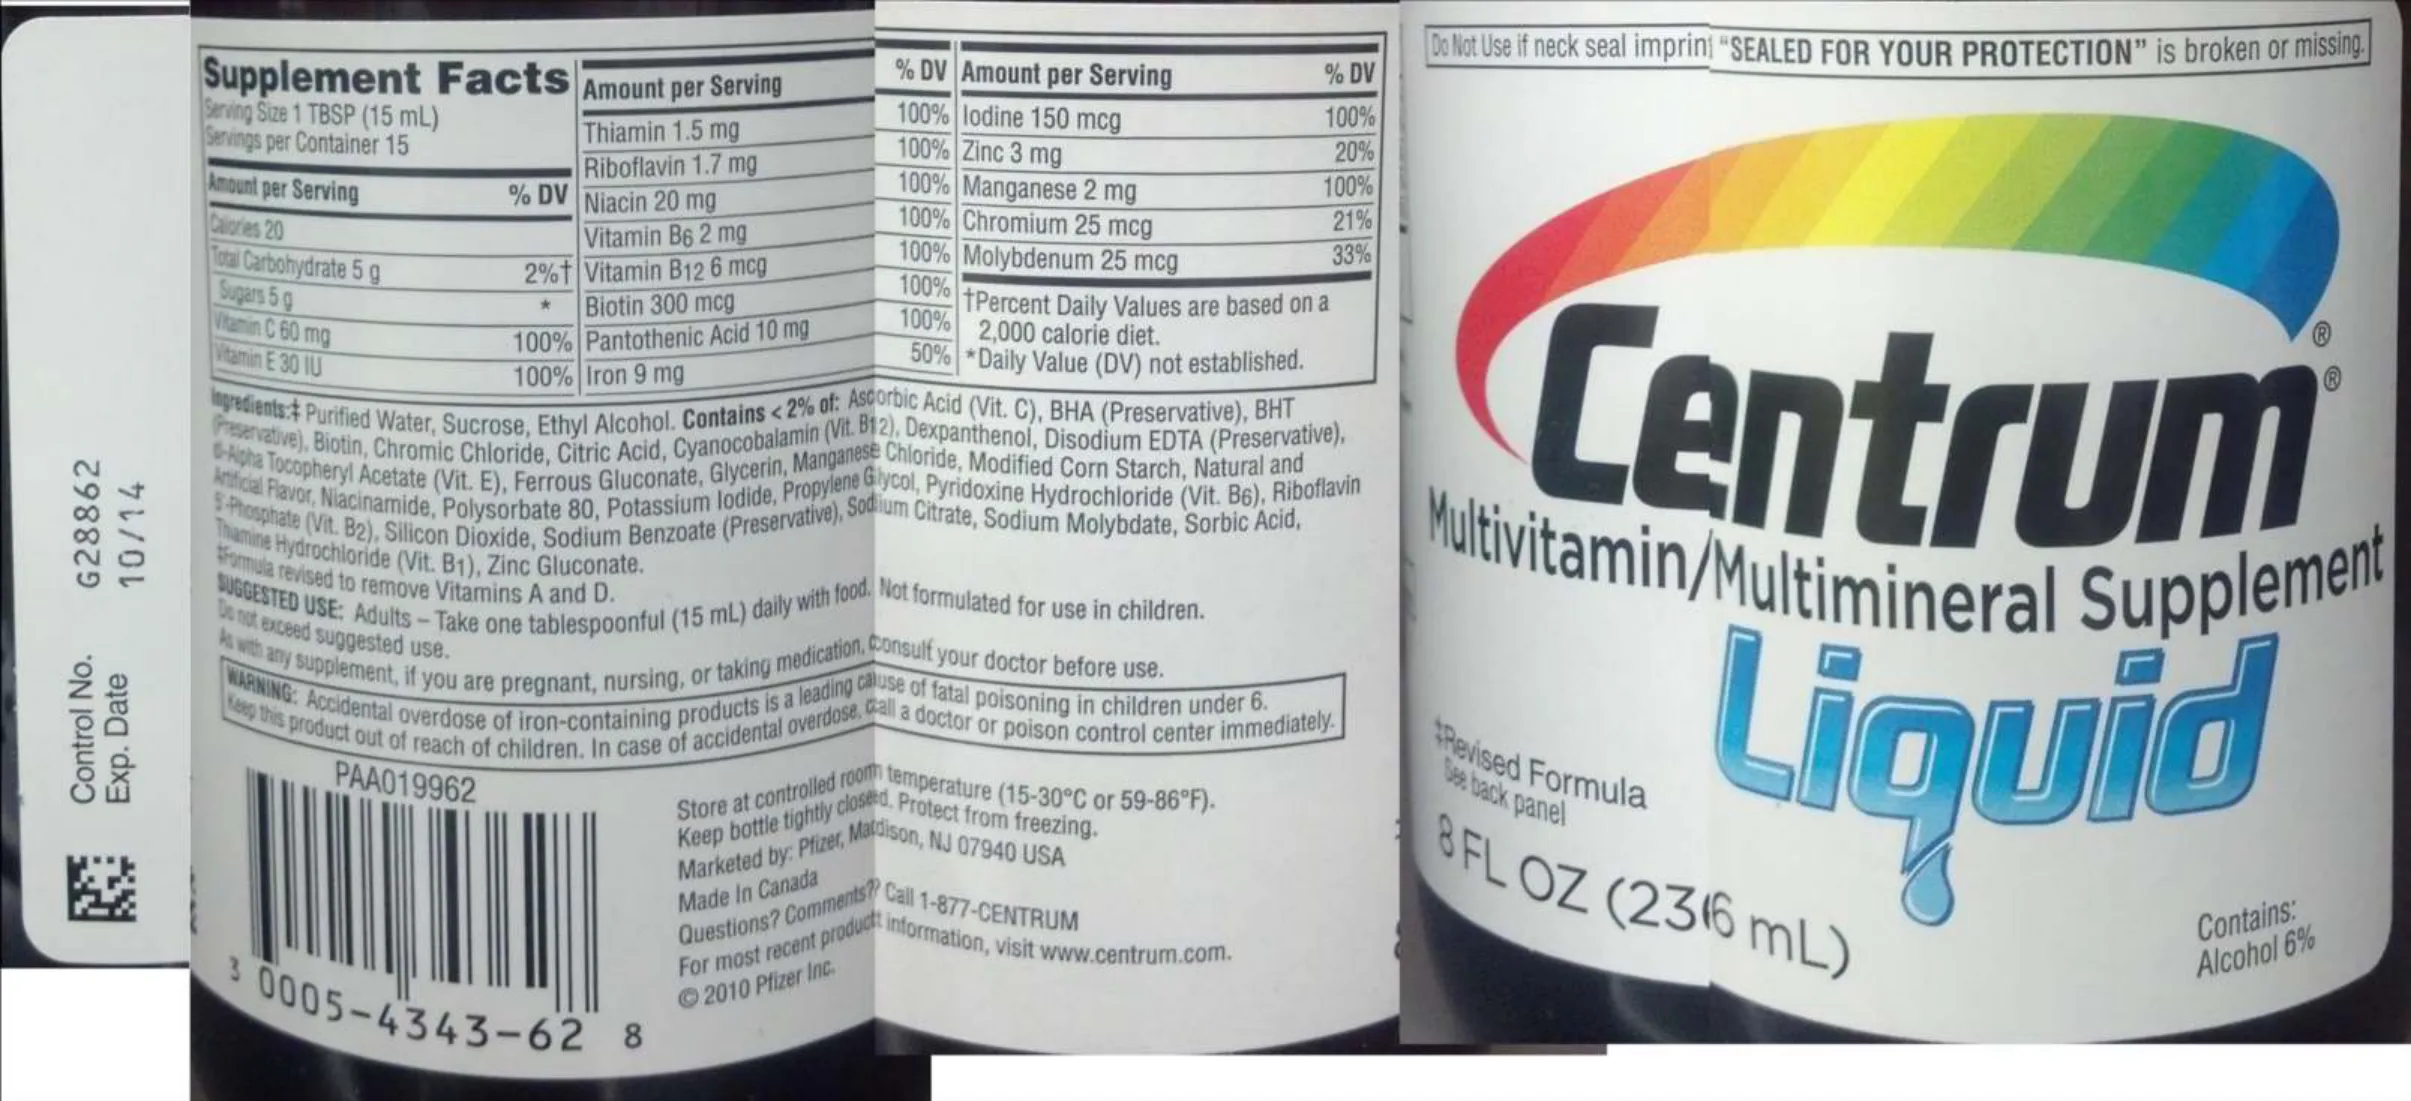 Control No. G28862
Exp. Date 10/14
Supplement Facts
Serving Size 1 TBSP (15 mL)
Servings per Container 15
Amount per Serving % DV
Calories 20
Total Carbohydrate 5 g 2%†
Sugars 5 g *
Vitamin C 60 mg 100%
Vitamin E 30 IU 100%
Amount per Serving % DV
Thiamin 1.5 mg 100%
Riboflavin 1.7 mg 100%
Niacin 20 mg 100%
Vitamin B6 2 mg 100%
Vitamin B12 6 mcg 100%
Biotin 300 mcg 100%
Pantothenic Acid 10 mg 100%
Iron 9 mg 50%
Amount per Serving % DV
Iodine 150 mcg 100%
Zinc 3 mg 20%
Manganese 2 mg 100%
Chromium 25 mcg 21%
Molybdenum 25 mcg 33%
†Percent Daily Values are based on a
2,000 calorie diet.
*Daily Value (DV) not established.
Ingredients:‡ Purified Water, Sucrose, Ethyl Alcohol. Contains < 2% of: Ascorbic Acid (Vit. C), BHA (Preservative), BHT
(Preservative), Biotin, Chromic Chloride, Citric Acid, Cyanocobalamin (Vit. B12), Dexpanthenol, Disodium EDTA (Preservative),
d-Alpha Tocopheryl Acetate (Vit. E), Ferrous Gluconate, Glycerin, Manganese Chloride, Modified Corn Starch, Natural and
Artificial Flavor, Niacinamide, Polysorbate 80, Potassium Iodide, Propylene Glycol, Pyridoxine Hydrochloride (Vit. B6), Riboflavin
5'-Phosphate (Vit. B2), Silicon Dioxide, Sodium Benzoate (Preservative), Sodium Citrate, Sodium Molybdate, Sorbic Acid,
Thiamine Hydrochloride (Vit. B1), Zinc Gluconate.
‡Formula revised to remove Vitamins A and D.
SUGGESTED USE: Adults – Take one tablespoonful (15 mL) daily with food. Not formulated for use in children.
Do not exceed suggested use.
As with any supplement, if you are pregnant, nursing, or taking medication, consult your doctor before use.
WARNING: Accidental overdose of iron-containing products is a leading cause of fatal poisoning in children under 6.
Keep this product out of reach of children. In case of accidental overdose, call a doctor or poison control center immediately.
PAA019962
3 0005-4343-62 8
Store at controlled room temperature (15-30°C or 59-86°F).
Keep bottle tightly closed. Protect from freezing.
Marketed by: Pfizer, Madison, NJ 07940 USA
Made In Canada
Questions? Comments? Call 1-877-CENTRUM
For most recent product information, visit www.centrum.com.
© 2010 Pfizer Inc.
Do Not Use if neck seal imprint "SEALED FOR YOUR PROTECTION" is broken or missing.
Centrum®
®
Multivitamin/Multimineral Supplement
Liquid
‡Revised Formula
See back panel
8 FL OZ (236 mL)
Contains:
Alcohol 6%